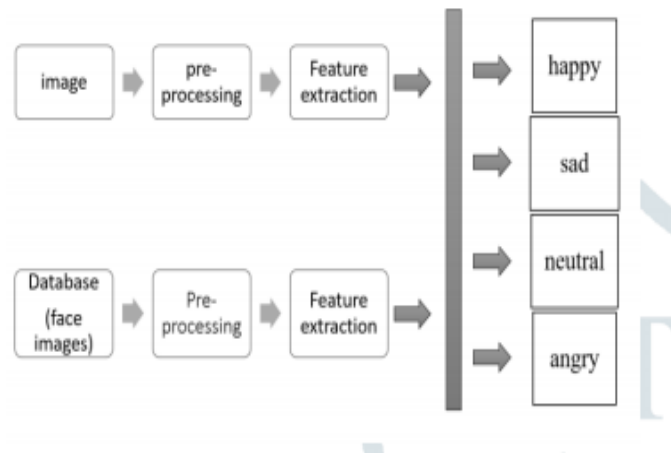 image
pre-
processing
Feature
extraction
happy
sad
neutral
Database
(face
images)
Pre-
processing
Feature
extraction
angry